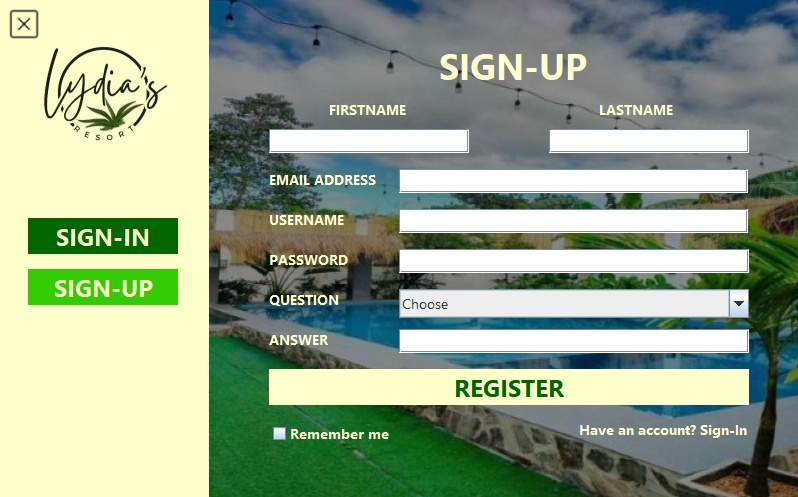 Lydia's
RESORT
SIGN-IN
SIGN-UP
SIGN-UP
FIRSTNAME
LASTNAME
EMAIL ADDRESS
USERNAME
PASSWORD
QUESTION
Choose
ANSWER
REGISTER
Remember me
Have an account? Sign-In